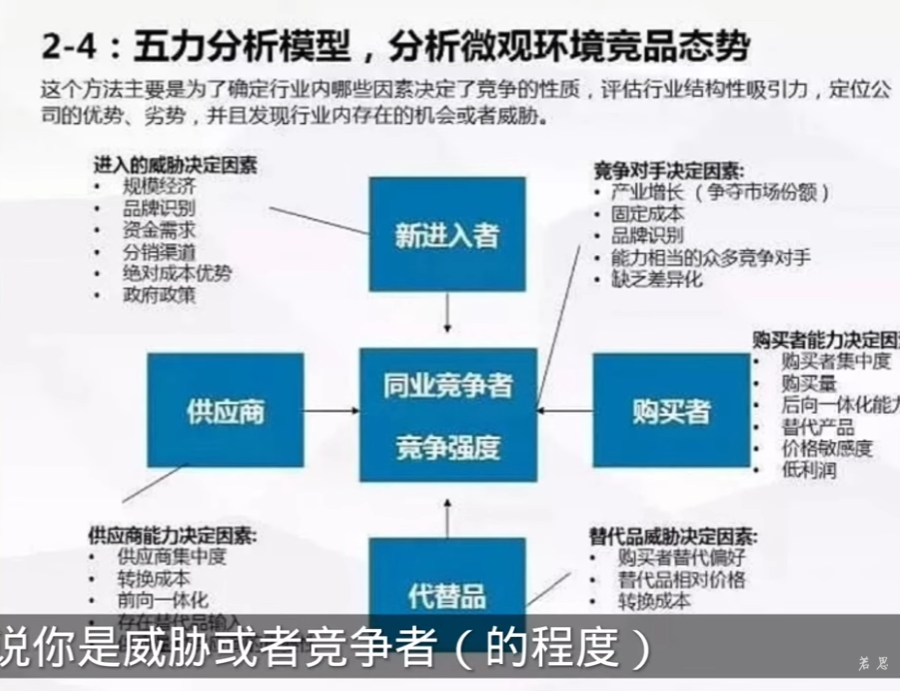 2-4：五力分析模型，分析微观环境竞品态势
这个方法主要是为了确定行业内哪些因素决定了竞争的性质，评估行业结构性吸引力，定位公
司的优势、劣势，并且发现行业内存在的机会或者威胁。
进入的威胁决定因素
• 规模经济
• 品牌识别
• 资金需求
• 分销渠道
• 绝对成本优势
• 政府政策
新进入者
竞争对手决定因素:
• 产业增长（争夺市场份额）
• 固定成本
• 品牌识别
• 能力相当的众多竞争对手
• 缺乏差异化
供应商
同业竞争者
竞争强度
购买者
购买者能力决定因
• 购买者集中度
• 购买量
• 后向一体化能
• 替代产品
• 价格敏感度
• 低利润
供应商能力决定因素:
• 供应商集中度
• 转换成本
• 前向一体化
• 存在替代品输入
代替品
替代品威胁决定因素:
• 购买者替代偏好
• 替代品相对价格
• 转换成本
说你是威胁或者竞争者（的程度）
若思